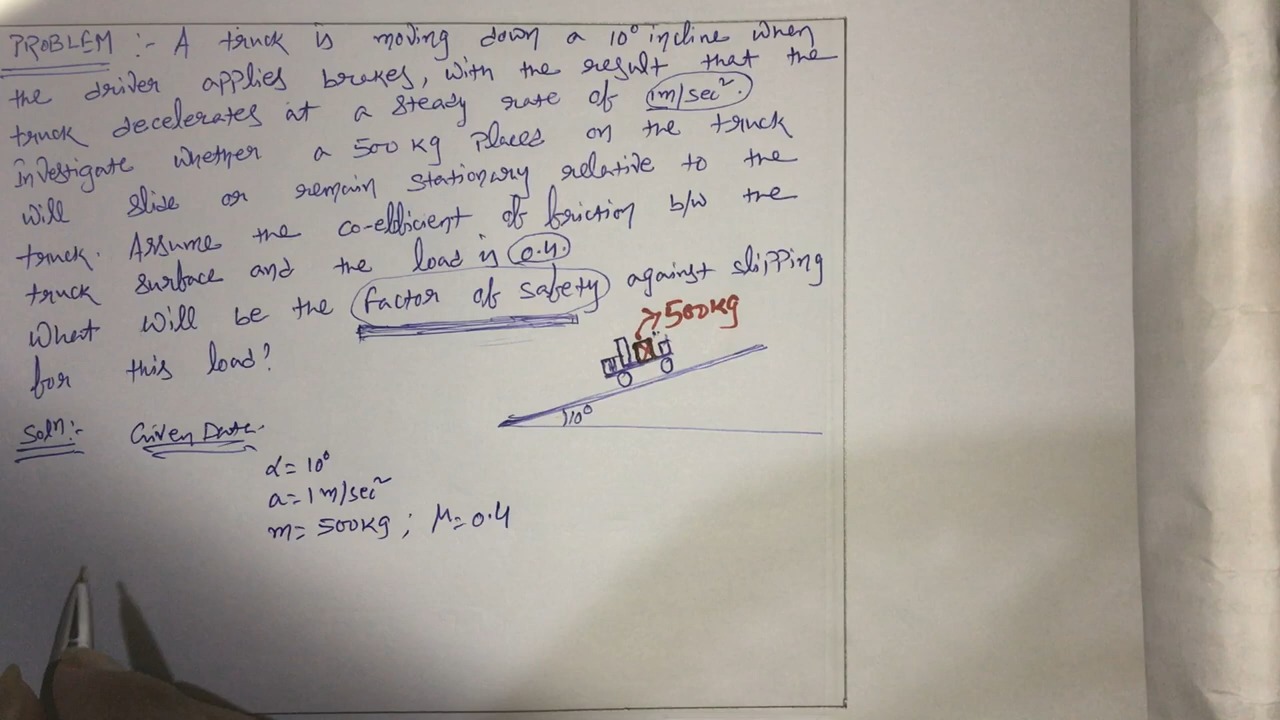 PROBLEM :- A truck is moving down a 10° incline when
the driver applies brakes, with the result that the
truck decelerates at a steady rate of 1m/sec².
Investigate whether a 500 kg places on the truck
will slide or remain stationary relative to the
truck. Assume the co-efficient of friction b/w the
truck surface and the load is 0.4.
What will be the factor of safety against slipping
for this load?
500kg
10°
Soln:- Given Data-
α = 10°
a = 1 m/sec²
m = 500kg ; μ = 0.4